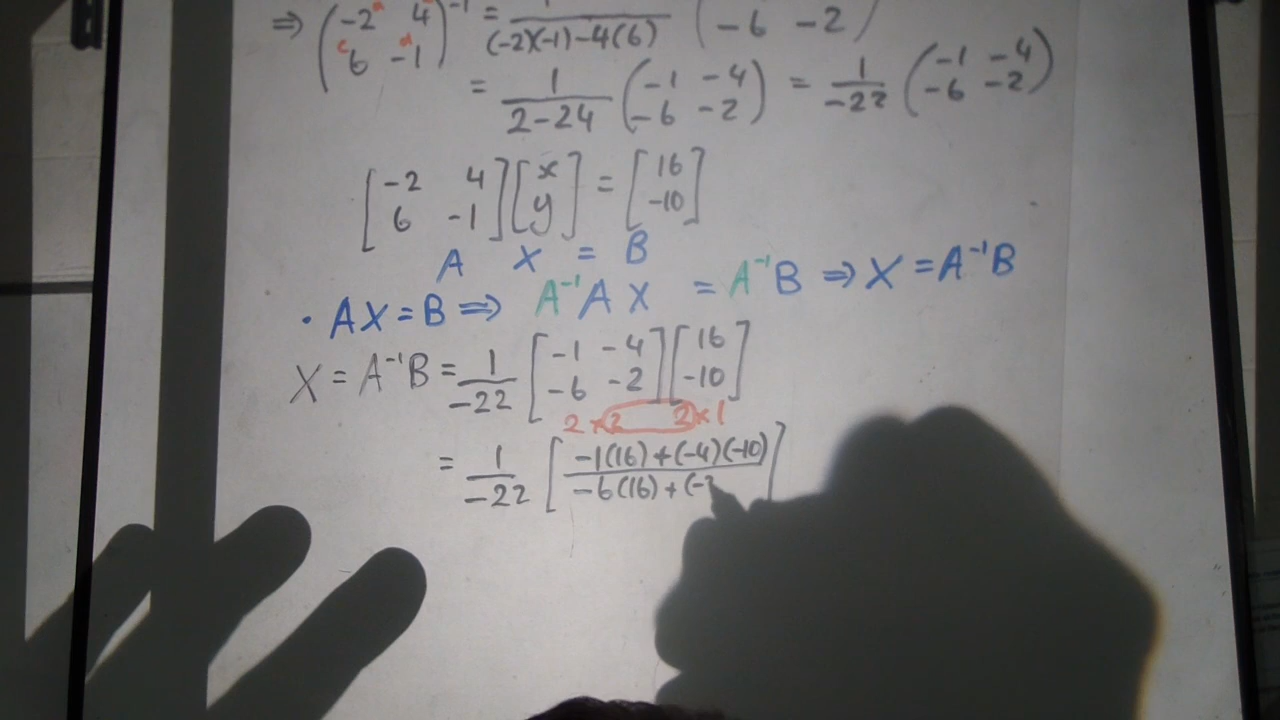 ⇒ (-2 4)⁻¹ = 1
a c 6 d -1 (-2)(-1)-4(6) (-6 -2)
= 1/(2-24) (-1 -4) = 1/-22 (-1 -4)
(-6 -2) (-6 -2)
[-2 4] [x] = [16]
[6 -1] [y] [-10]
A X = B
• AX = B ⇒ A⁻¹AX = A⁻¹B ⇒ X = A⁻¹B
X = A⁻¹B = 1/-22 [-1 -4] [16]
[-6 -2] [-10]
2×2 2×1
= 1/-22 [-1(16)+(-4)(-10)]
[-6(16)+(-